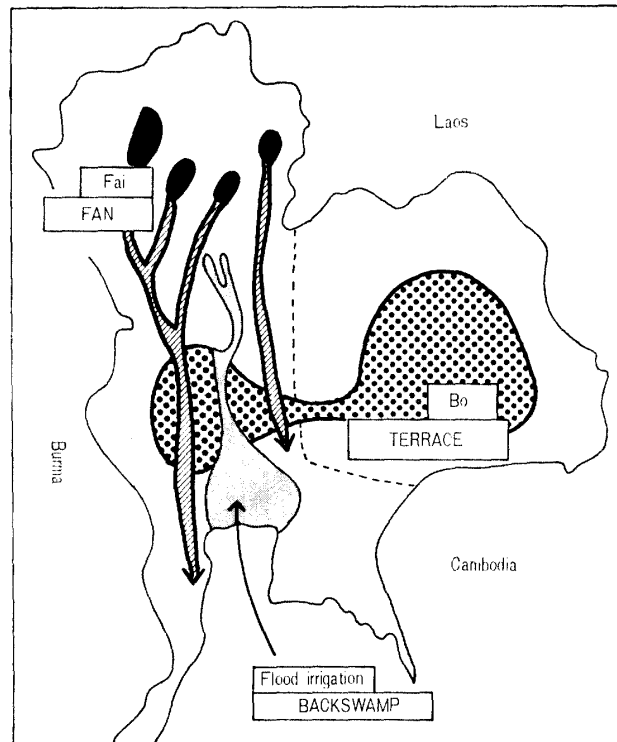 Laos
Fai
FAN
Bo
TERRACE
Burma
Cambodia
Flood irrigation
BACKSWAMP